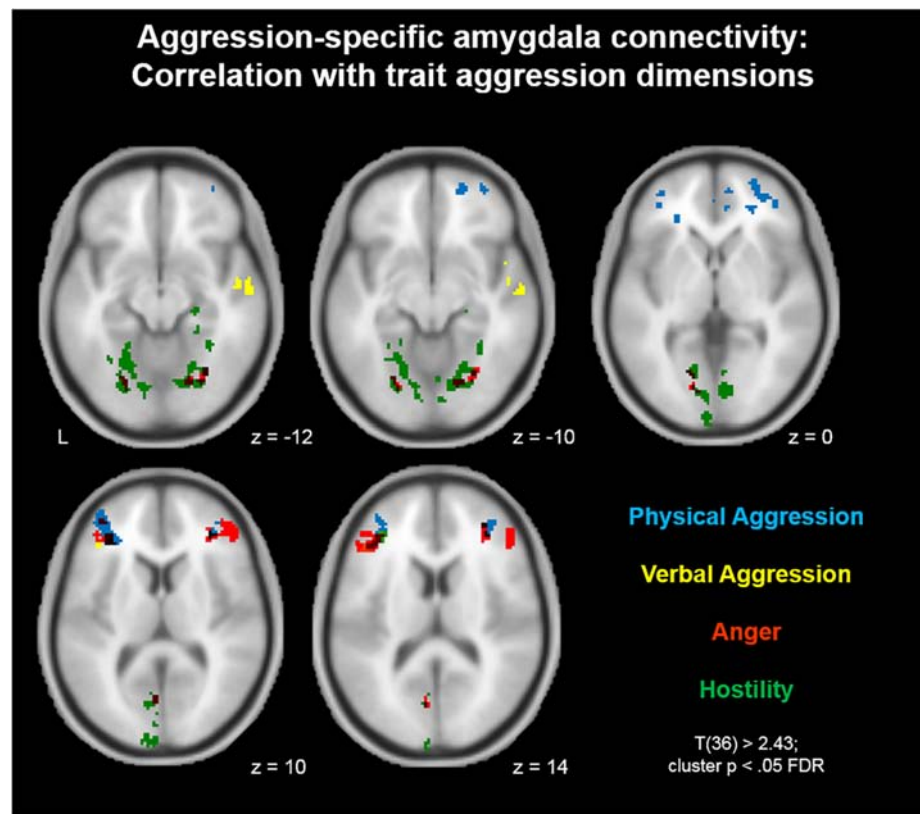 Aggression-specific amygdala connectivity:
Correlation with trait aggression dimensions
L
z = -12
z = -10
z = 0
z = 10
z = 14
Physical Aggression
Verbal Aggression
Anger
Hostility
T(36) > 2.43;
cluster p < .05 FDR